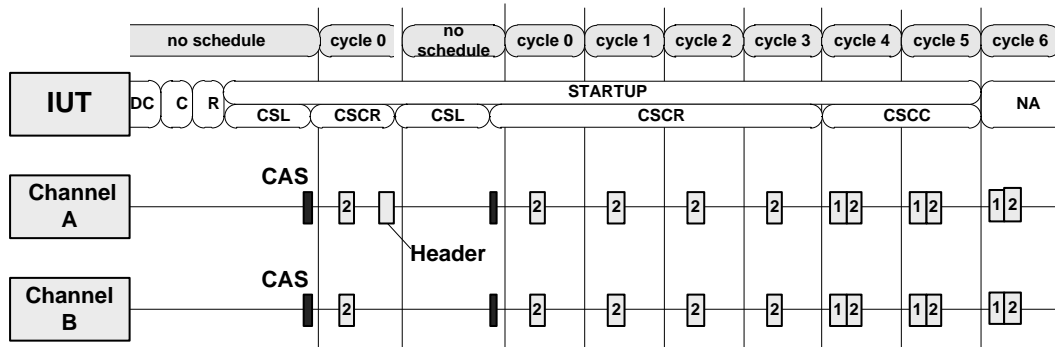 no schedule
cycle 0
no
schedule
cycle 0
cycle 1
cycle 2
cycle 3
cycle 4
cycle 5
cycle 6
IUT
DC
C
R
STARTUP
CSL
CSCR
CSL
CSCR
CSCC
NA
Channel
A
CAS
2
Header
2
2
2
2
1 2
1 2
1 2
Channel
B
CAS
2
2
2
2
2
1 2
1 2
1 2